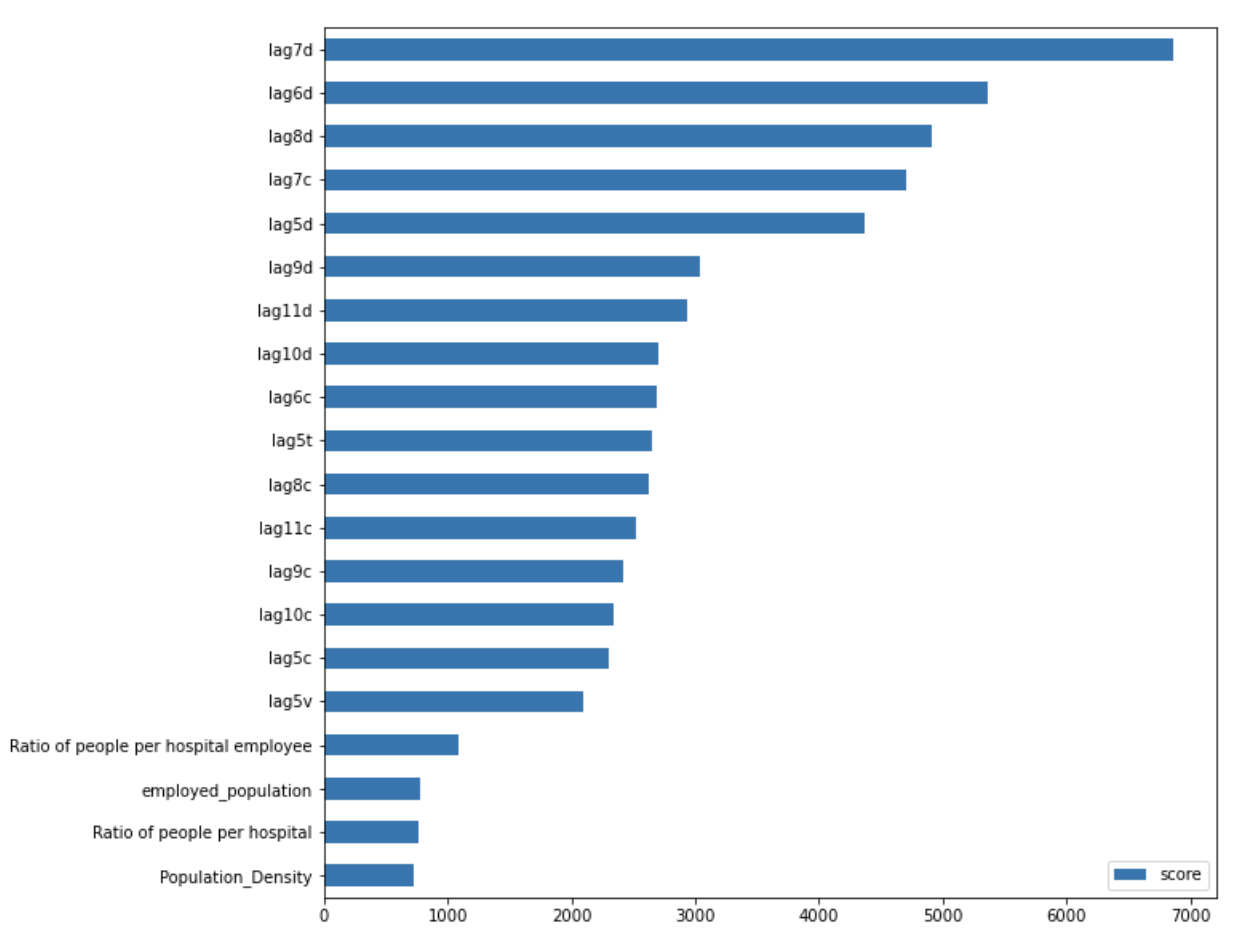 lag7d
lag6d
lag8d
lag7c
lag5d
lag9d
lag11d
lag10d
lag6c
lag5t
lag8c
lag11c
lag9c
lag10c
lag5c
lag5v
Ratio of people per hospital employee
employed_population
Ratio of people per hospital
Population_Density
score
0 1000 2000 3000 4000 5000 6000 7000